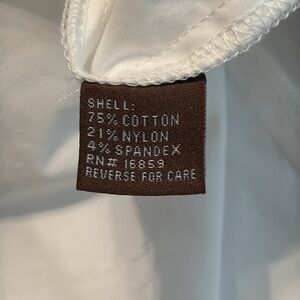 SHELL:
75% COTTON
21% NYLON
4% SPANDEX
RN# 16859
REVERSE FOR CARE